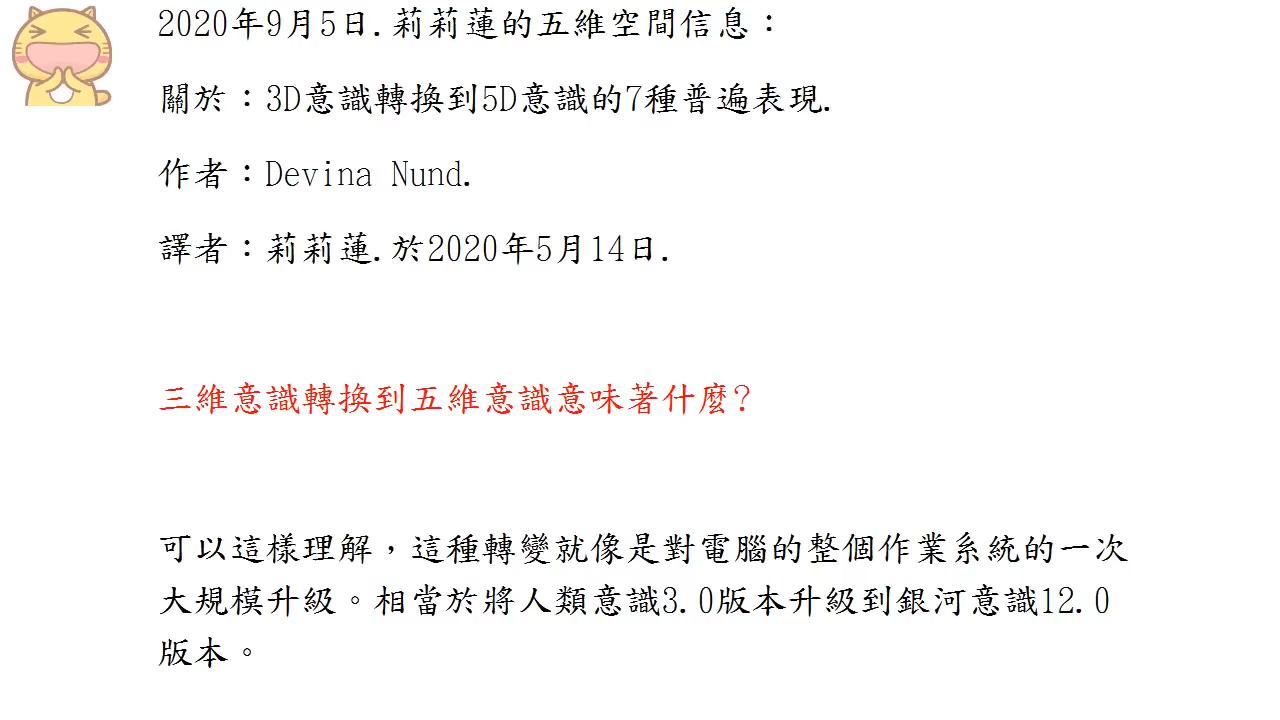 2020年9月5日.莉莉蓮的五維空間信息：
關於：3D意識轉換到5D意識的7種普遍表現.
作者：Devina Nund.
譯者：莉莉蓮.於2020年5月14日.
三維意識轉換到五維意識意味著什麼?
可以這樣理解，這種轉變就像是對電腦的整個作業系統的一次
大規模升級。相當於將人類意識3.0版本升級到銀河意識12.0
版本。